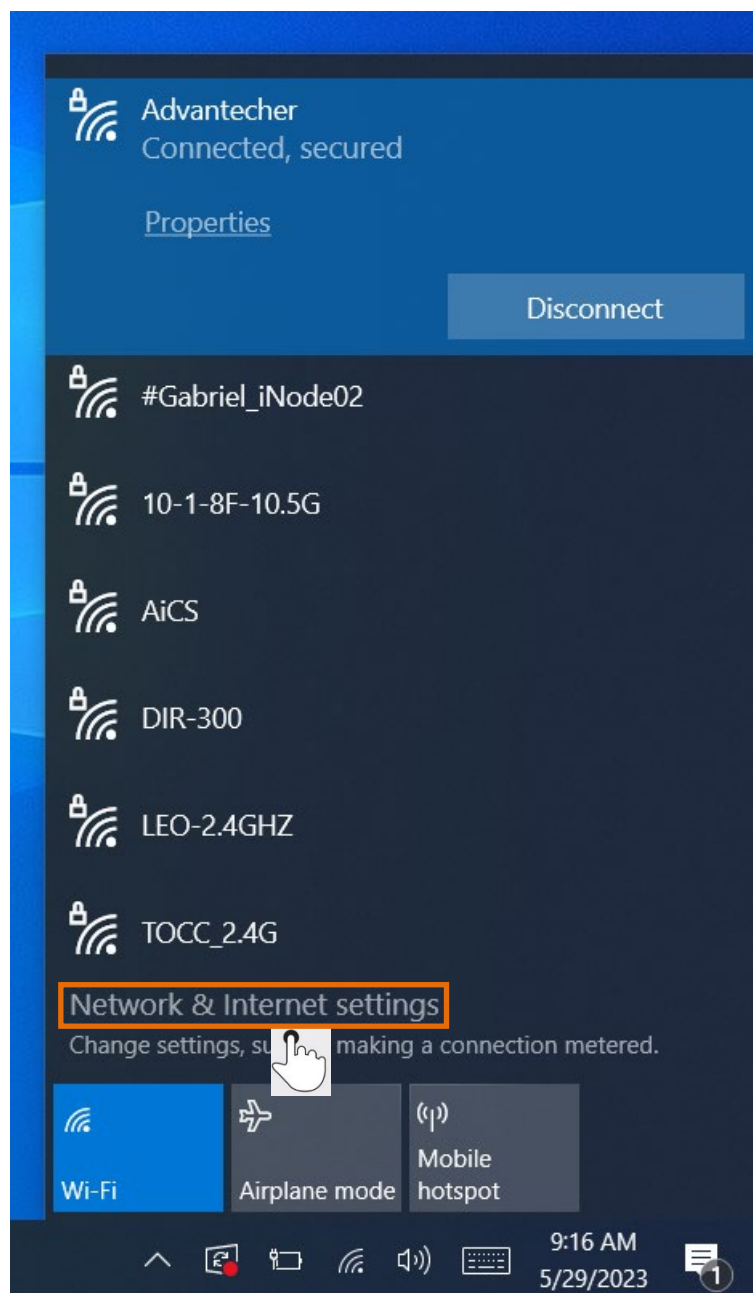 Advantecher
Connected, secured
Properties
Disconnect
#Gabriel_iNode02
10-1-8F-10.5G
AiCS
DIR-300
LEO-2.4GHZ
TOCC_2.4G
Network & Internet settings
Change settings, making a connection metered.
Wi-Fi
Airplane mode
Mobile
hotspot
9:16 AM
5/29/2023
1